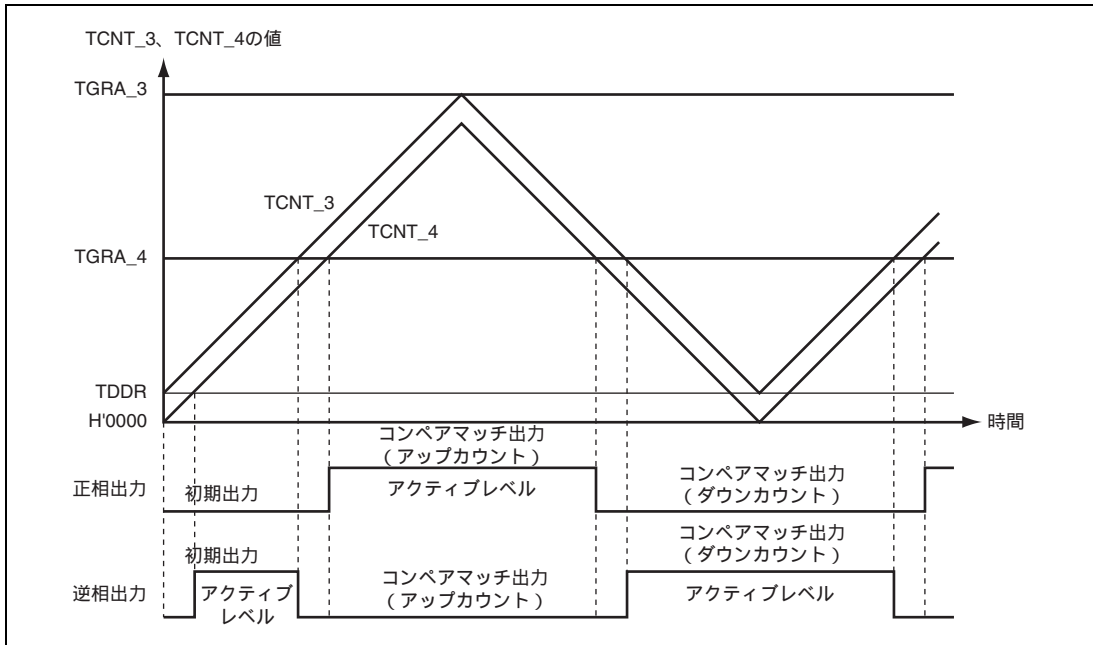 TCNT_3、TCNT_4の値
TGRA_3
TCNT_3
TCNT_4
TGRA_4
TDDR
H'0000
時間
コンペアマッチ出力
(アップカウント)
正相出力
初期出力
アクティブレベル
コンペアマッチ出力
(ダウンカウント)
コンペアマッチ出力
(ダウンカウント)
逆相出力
初期出力
アクティブ
レベル
コンペアマッチ出力
(アップカウント)
アクティブレベル